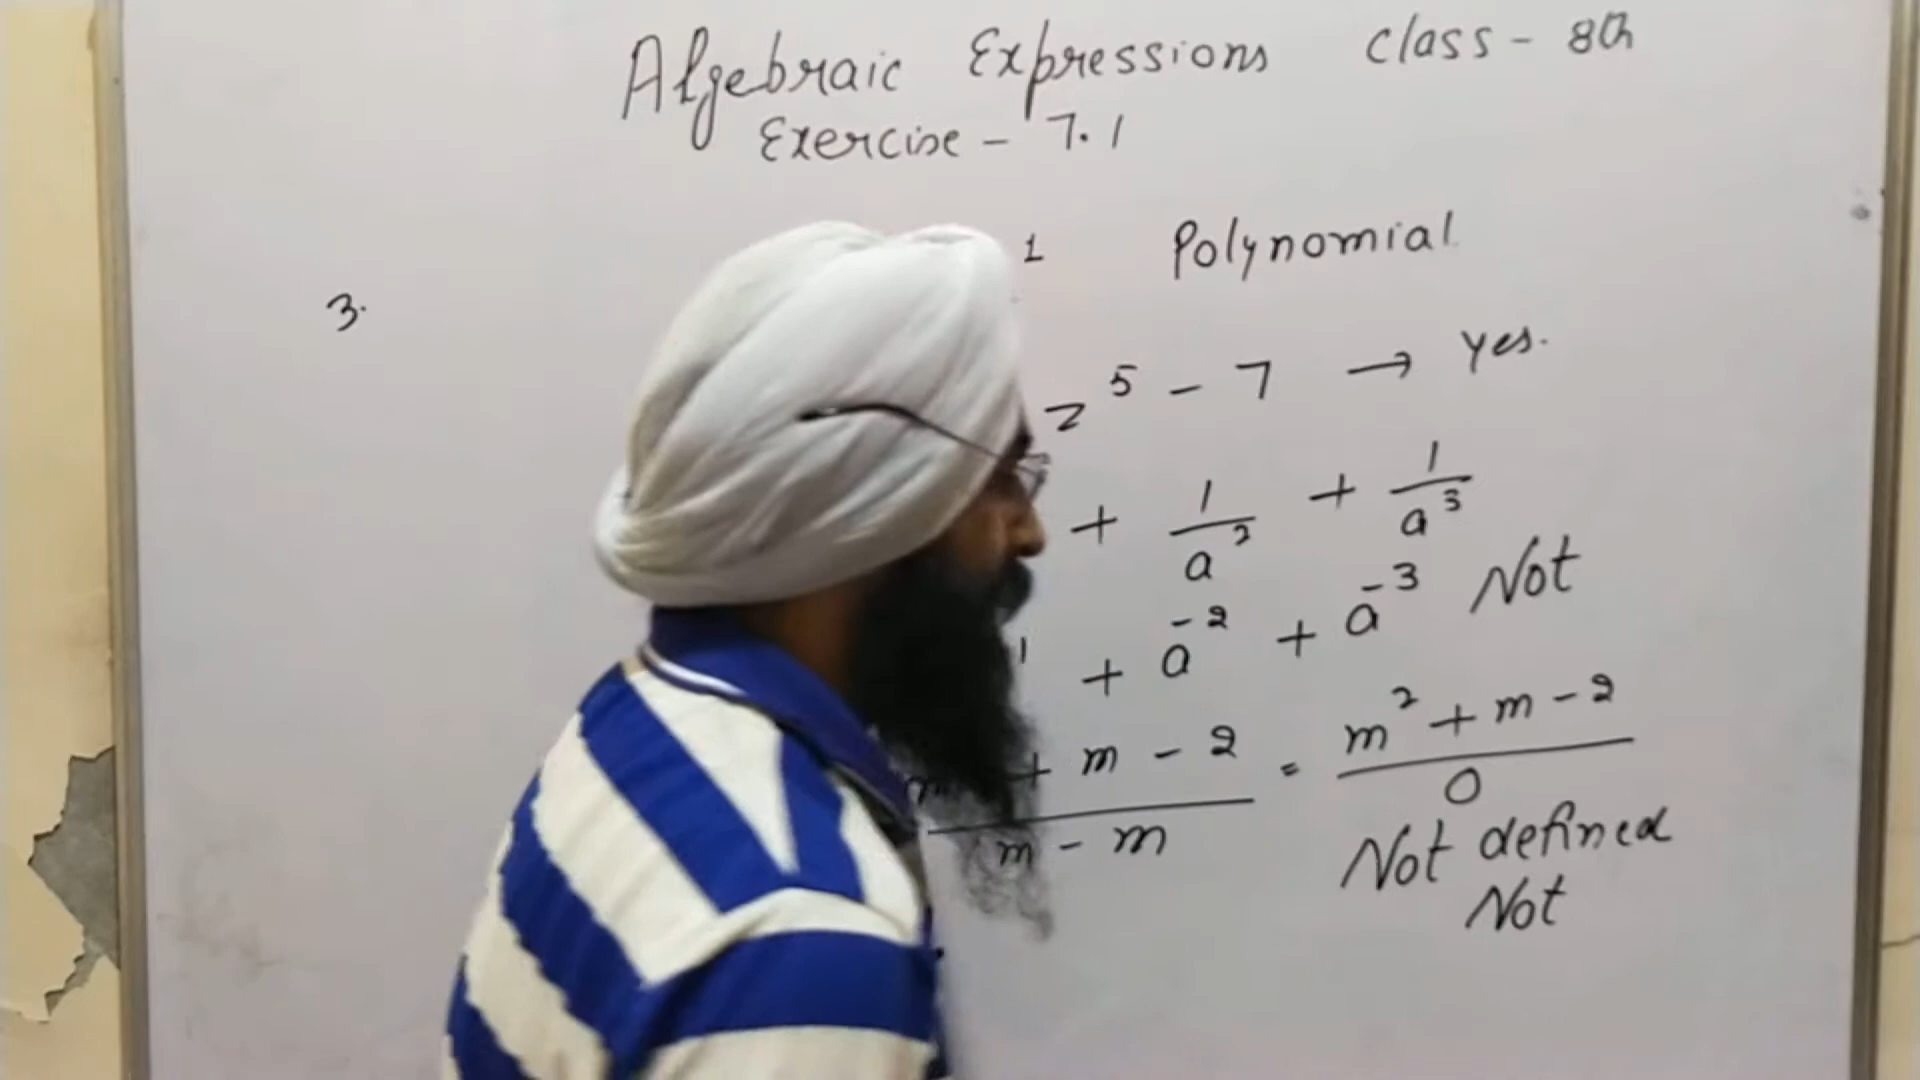 Algebraic Expressions Class - 8th
Exercise - 7.1
1 Polynomial
3.
z⁵ - 7 → yes.
+ 1/a² + 1/a³
1 + a⁻² + a⁻³ Not
+ m - 2 / m - m = m² + m - 2 / 0
Not defined
Not